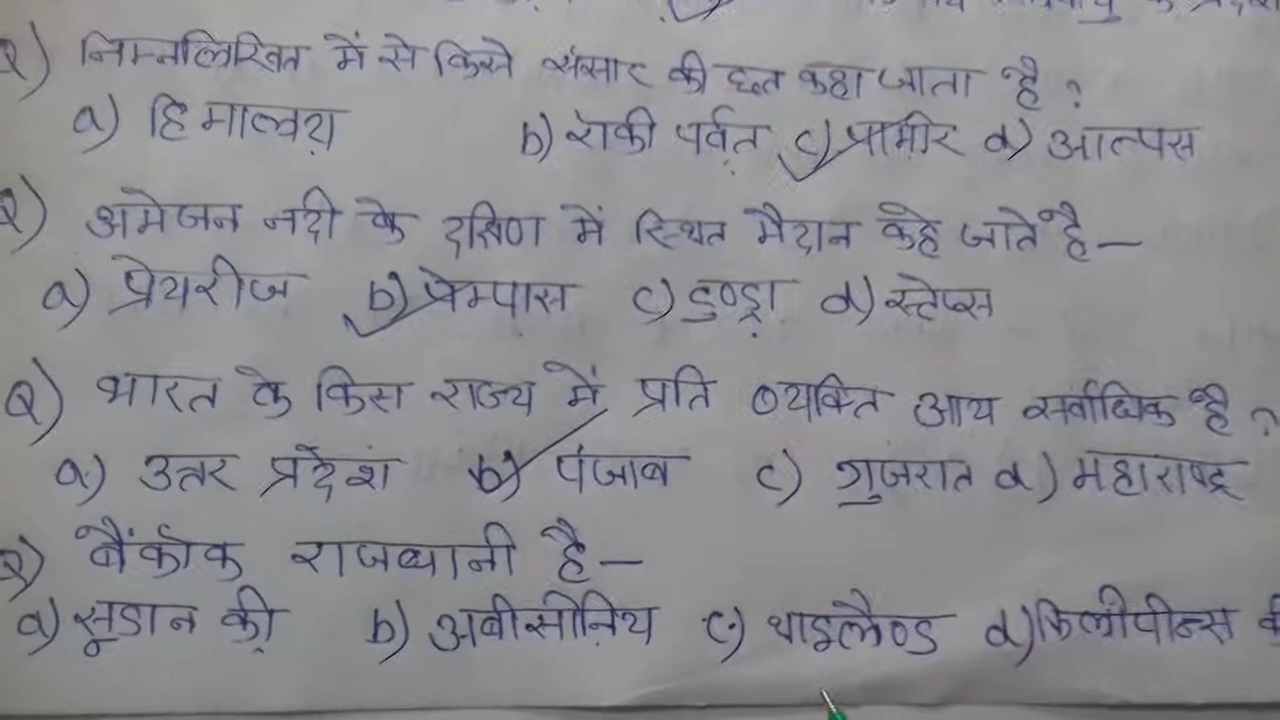 Q) निम्नलिखित में से किसे संसार की छत कहा जाता है ?
a) हिमालय b) रॉकी पर्वत c) पामीर d) आल्पस
Q) अमेजन नदी के दक्षिण में स्थित मैदान कहे जाते है —
a) प्रेयरीज b) पेम्पास c) टुण्ड्रा d) स्टेप्स
Q) भारत के किस राज्य में प्रति व्यक्ति आय सर्वाधिक है ?
a) उत्तर प्रदेश b) पंजाब c) गुजरात d) महाराष्ट्र
Q) बैंकॉक राजधानी है —
a) सूडान की b) अबीसीनिय c) थाइलैण्ड d) फिलीपीन्स की